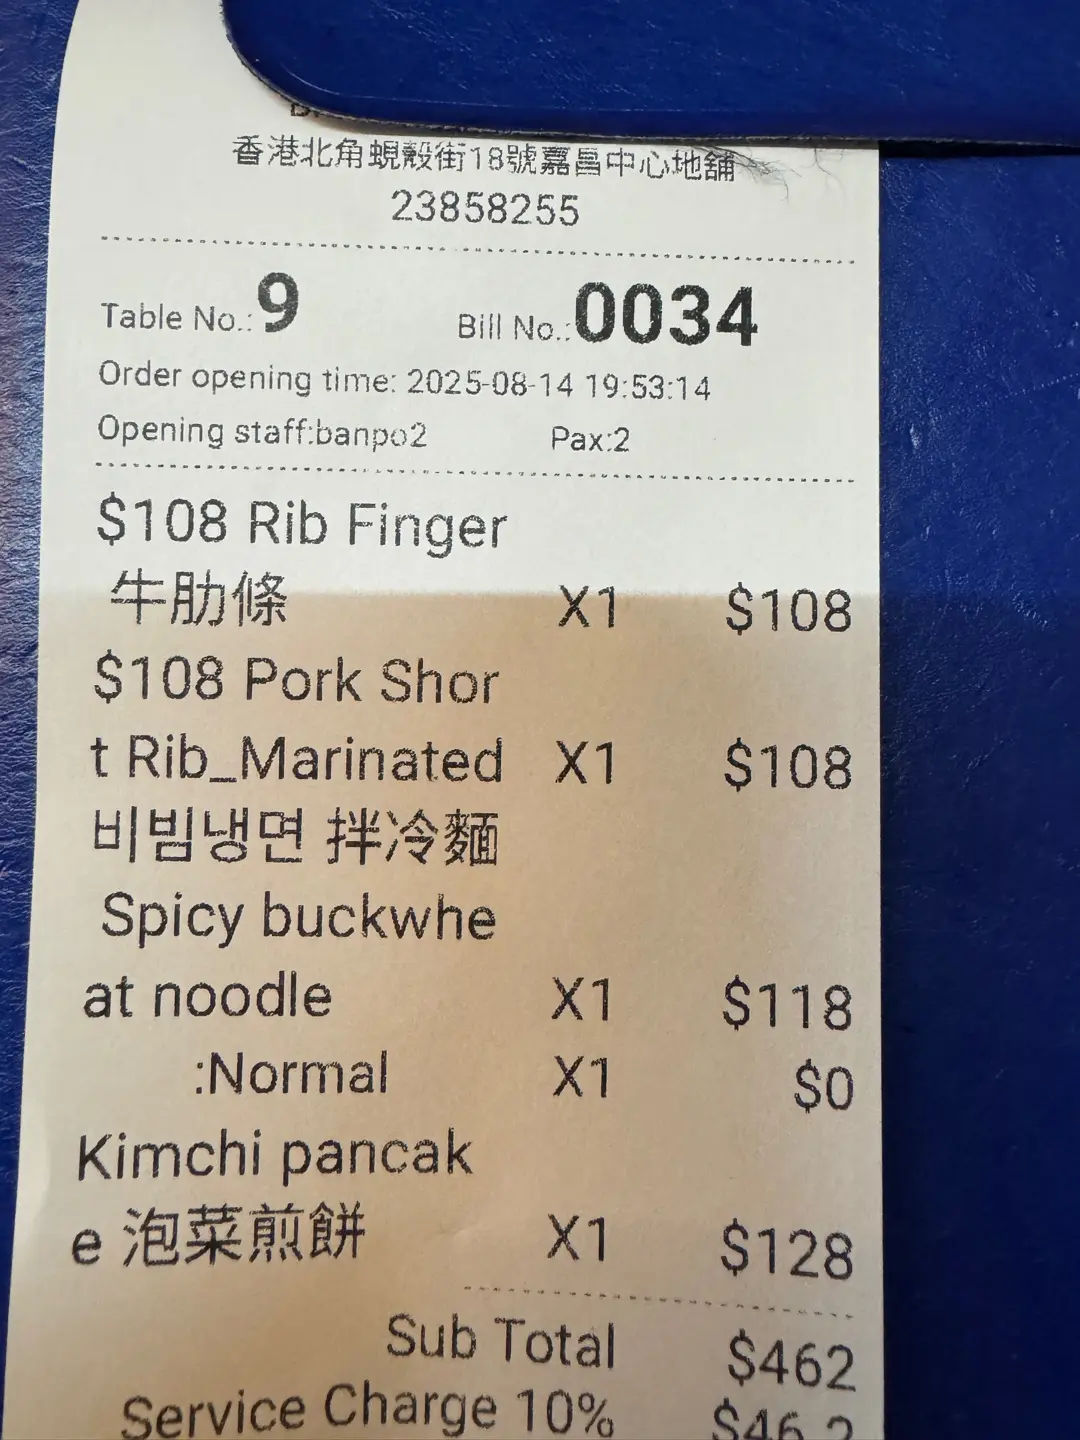 香港北角蜆殼街18號嘉昌中心地舖
23858255
Table No.:9 Bill No.:0034
Order opening time: 2025-08-14 19:53:14
Opening staff:banpo2 Pax:2
$108 Rib Finger
牛肋條 X1 $108
$108 Pork Shor
t Rib_Marinated X1 $108
비빔냉면 拌冷麵
Spicy buckwhe
at noodle X1 $118
:Normal X1 $0
Kimchi pancak
e 泡菜煎餅 X1 $128
Sub Total $462
Service Charge 10% $46.2